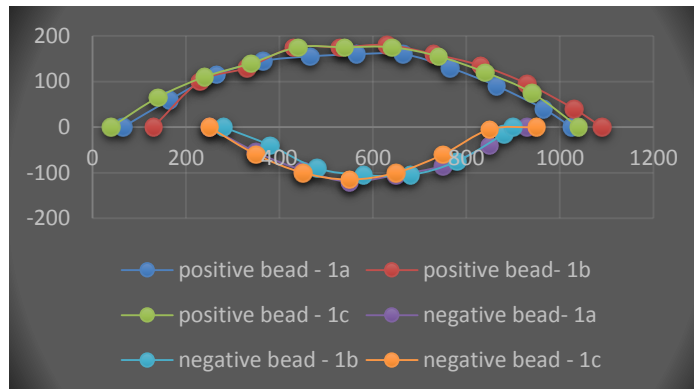 200
100
0
0 200 400 600 800 1000 1200
-100
-200
positive bead - 1a positive bead- 1b
positive bead - 1c negative bead- 1a
negative bead - 1b negative bead - 1c